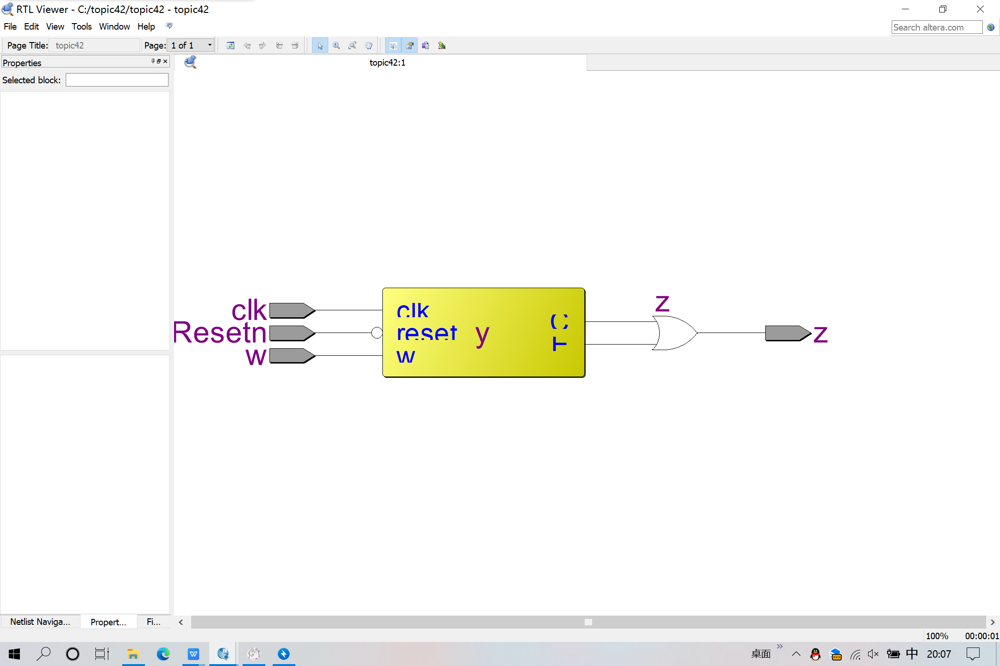 RTL Viewer - C:/topic42/topic42 - topic42
File Edit View Tools Window Help
Search altera.com
Page Title: topic42 Page: 1 of 1
Properties
topic42:1
Selected block:
clk
Resetn
w
clk
reset
w
y
z
z
Netlist Naviga... Propert... Fi...
100% 00:00:01
桌面 中 20:07